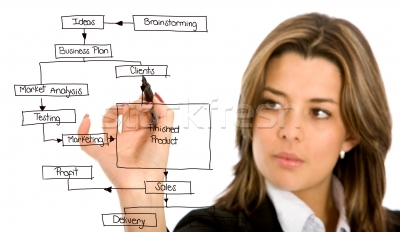 Ideas
Brainstorming
Business Plan
Clients
Market Analysis
Testing
Marketing
Finished
Product
Profit
Sales
Delivery